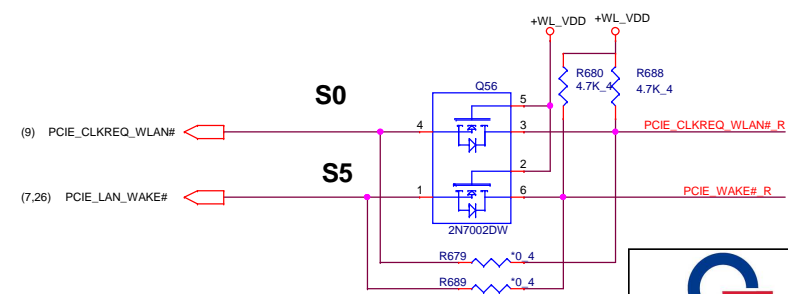 +WL_VDD +WL_VDD
Q56
R680
4.7K_4
R688
4.7K_4
S0
5
4
3
(9) PCIE_CLKREQ_WLAN#
PCIE_CLKREQ_WLAN#_R
S5
2
1
6
(7,26) PCIE_LAN_WAKE#
PCIE_WAKE#_R
2N7002DW
R679 *0_4
R689 *0_4